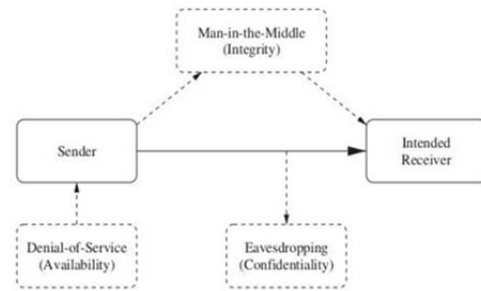 Man-in-the-Middle
(Integrity)
Sender
Intended
Receiver
Denial-of-Service
(Availability)
Eavesdropping
(Confidentiality)